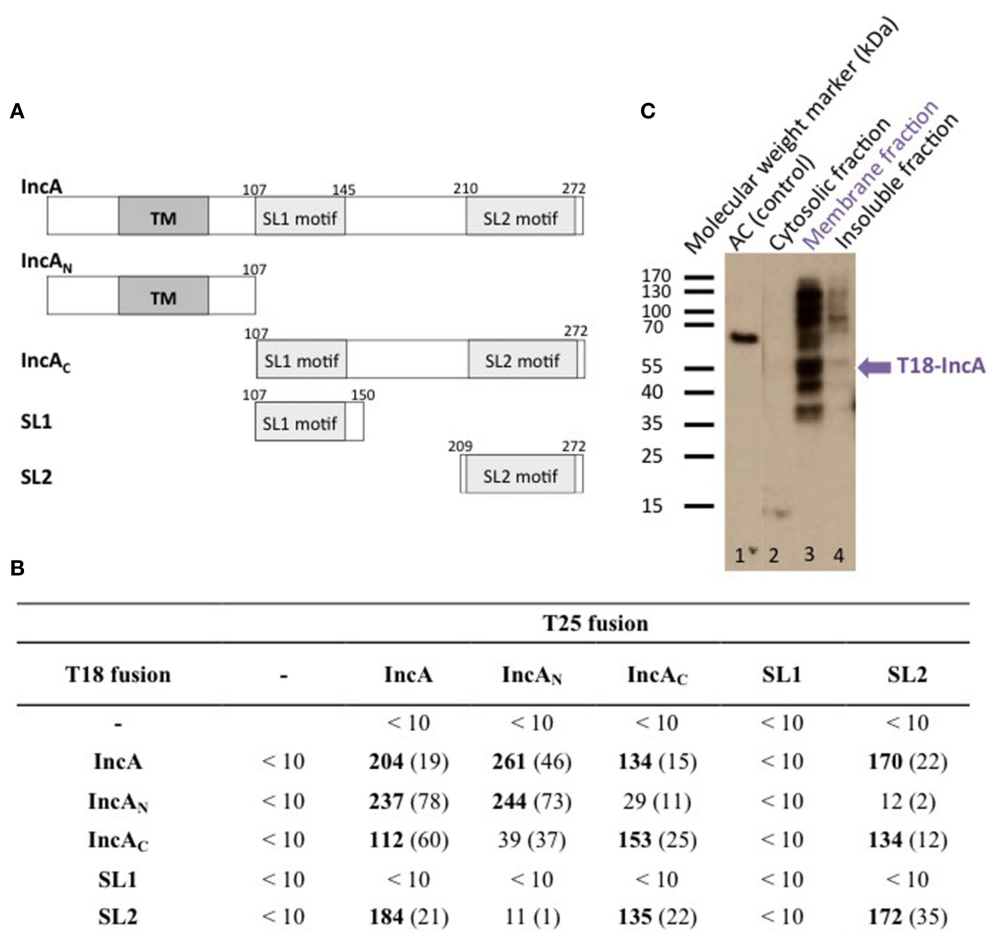 A
IncA
107 145 210 272
TM SL1 motif SL2 motif
IncAN
107
TM
107 272
IncAC
SL1 motif SL2 motif
107 150
SL1
SL1 motif
209 272
SL2
SL2 motif
C
Molecular weight marker (kDa)
AC (control)
Cytosolic fraction
Membrane fraction
Insoluble fraction
170
130
100
70
55
40
35
25
15
T18-IncA
1 2 3 4
B
T25 fusion
T18 fusion - IncA IncAN IncAC SL1 SL2
- < 10 < 10 < 10 < 10 < 10
IncA < 10 204 (19) 261 (46) 134 (15) < 10 170 (22)
IncAN < 10 237 (78) 244 (73) 29 (11) < 10 12 (2)
IncAC < 10 112 (60) 39 (37) 153 (25) < 10 134 (12)
SL1 < 10 < 10 < 10 < 10 < 10 < 10
SL2 < 10 184 (21) 11 (1) 135 (22) < 10 172 (35)